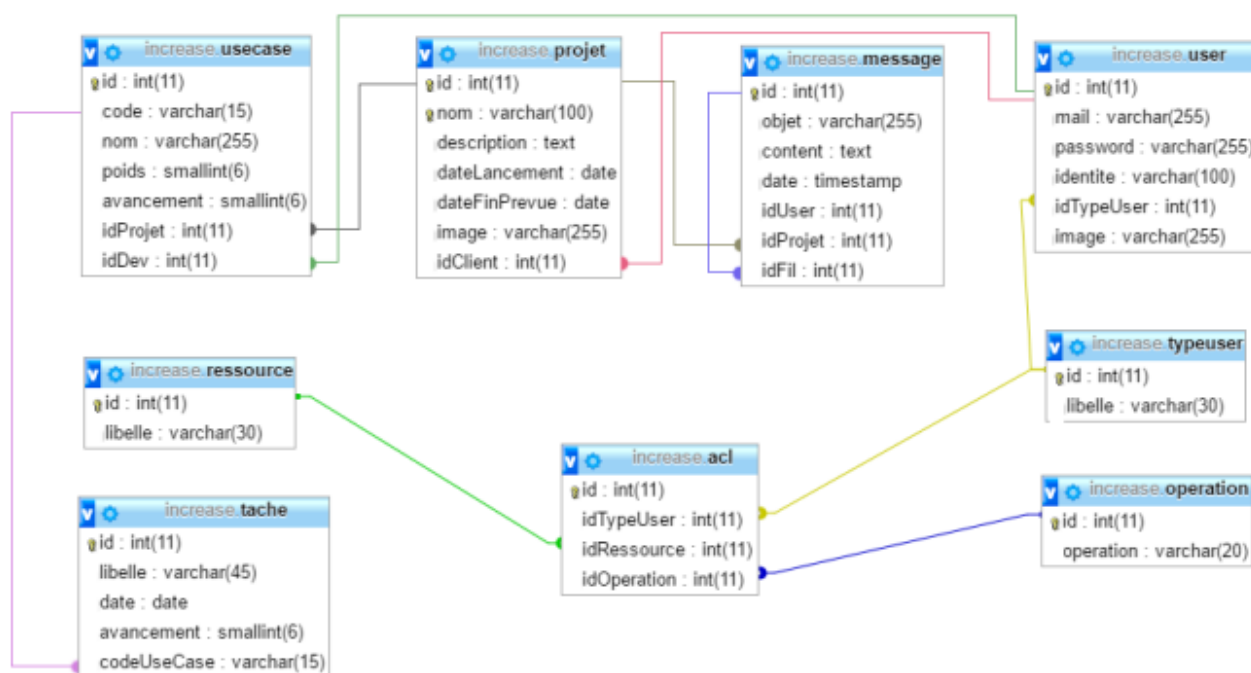 increase.usecase
id : int(11)
code : varchar(15)
nom : varchar(255)
poids : smallint(6)
avancement : smallint(6)
idProjet : int(11)
idDev : int(11)
increase.projet
id : int(11)
nom : varchar(100)
description : text
dateLancement : date
dateFinPrevue : date
image : varchar(255)
idClient : int(11)
increase.message
id : int(11)
objet : varchar(255)
content : text
date : timestamp
idUser : int(11)
idProjet : int(11)
idFil : int(11)
increase.user
id : int(11)
mail : varchar(255)
password : varchar(255)
identite : varchar(100)
idTypeUser : int(11)
image : varchar(255)
increase.ressource
id : int(11)
libelle : varchar(30)
increase.typeuser
id : int(11)
libelle : varchar(30)
increase.tache
id : int(11)
libelle : varchar(45)
date : date
avancement : smallint(6)
codeUseCase : varchar(15)
increase.acl
id : int(11)
idTypeUser : int(11)
idRessource : int(11)
idOperation : int(11)
increase.operation
id : int(11)
operation : varchar(20)